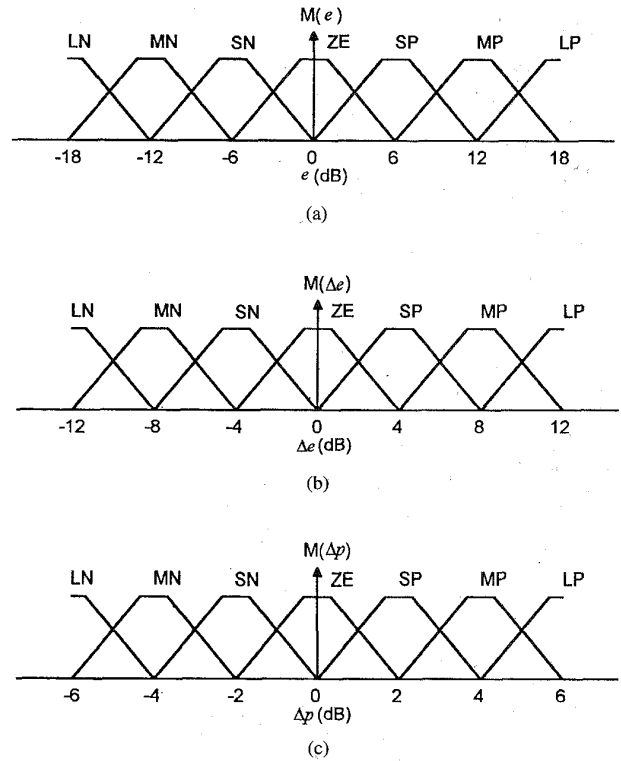 M(e)
LN MN SN ZE SP MP LP
-18 -12 -6 0 6 12 18
e (dB)
(a)
M(Δe)
LN MN SN ZE SP MP LP
-12 -8 -4 0 4 8 12
Δe (dB)
(b)
M(Δp)
LN MN SN ZE SP MP LP
-6 -4 -2 0 2 4 6
Δp (dB)
(c)